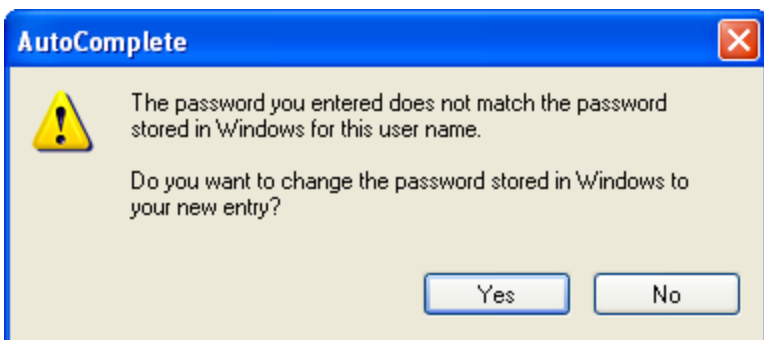 AutoComplete
The password you entered does not match the password
stored in Windows for this user name.
Do you want to change the password stored in Windows to
your new entry?
Yes No